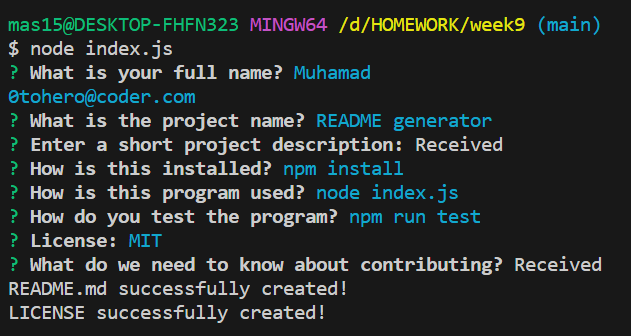 mas15@DESKTOP-FHFN323 MINGW64 /d/HOMEWORK/week9 (main)
$ node index.js
? What is your full name? Muhamad
0tohero@coder.com
? What is the project name? README generator
? Enter a short project description: Received
? How is this installed? npm install
? How is this program used? node index.js
? How do you test the program? npm run test
? License: MIT
? What do we need to know about contributing? Received
README.md successfully created!
LICENSE successfully created!